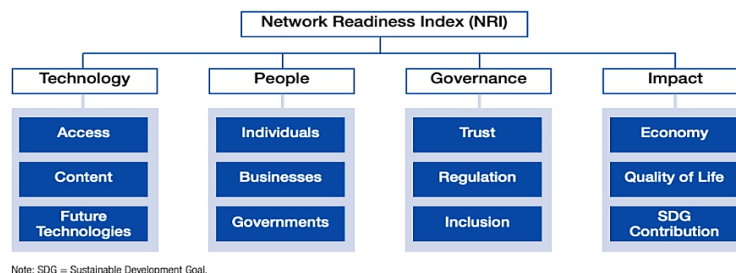 Network Readiness Index (NRI)
Technology
People
Governance
Impact
Access
Individuals
Trust
Economy
Content
Businesses
Regulation
Quality of Life
Future
Technologies
Governments
Inclusion
SDG
Contribution
Note: SDG = Sustainable Development Goal.